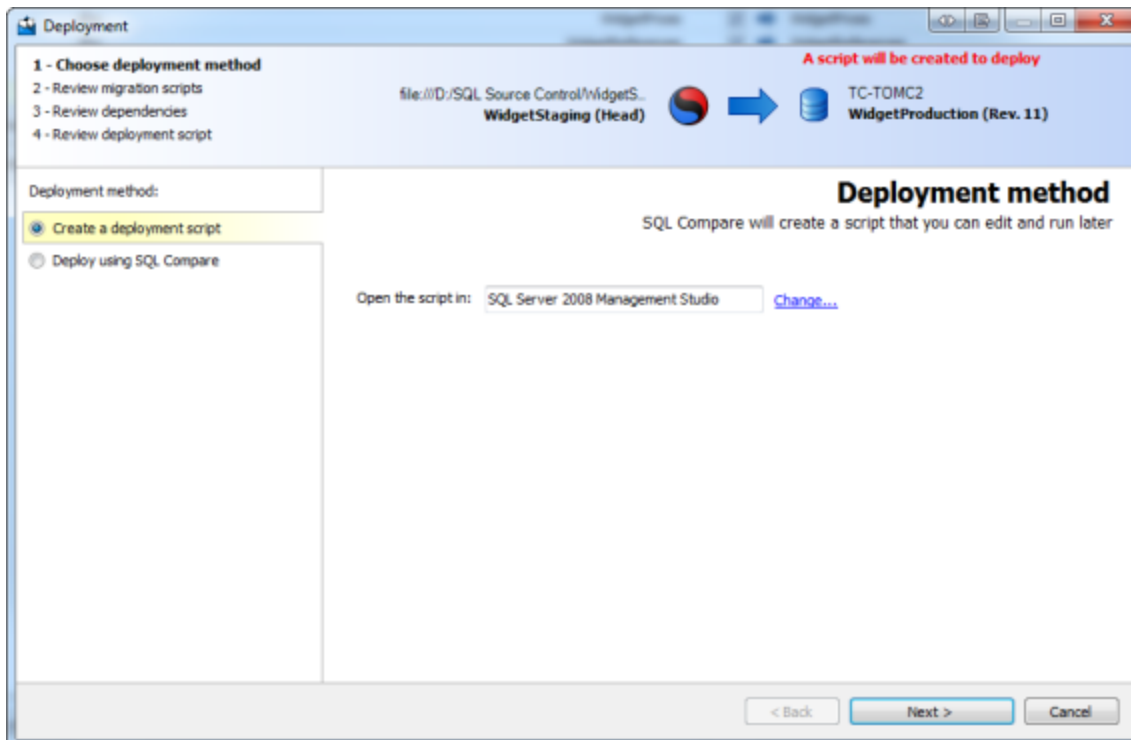 Deployment
1 - Choose deployment method
2 - Review migration scripts
3 - Review dependencies
4 - Review deployment script
A script will be created to deploy
file:///D:/SQL Source Control/WidgetS...
WidgetStaging (Head)
TC-TOMC2
WidgetProduction (Rev. 11)
Deployment method:
Create a deployment script
Deploy using SQL Compare
Deployment method
SQL Compare will create a script that you can edit and run later
Open the script in: SQL Server 2008 Management Studio Change...
< Back Next > Cancel